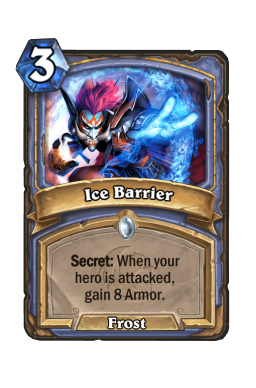 3
Ice Barrier
Secret: When your
hero is attacked,
gain 8 Armor.
Frost